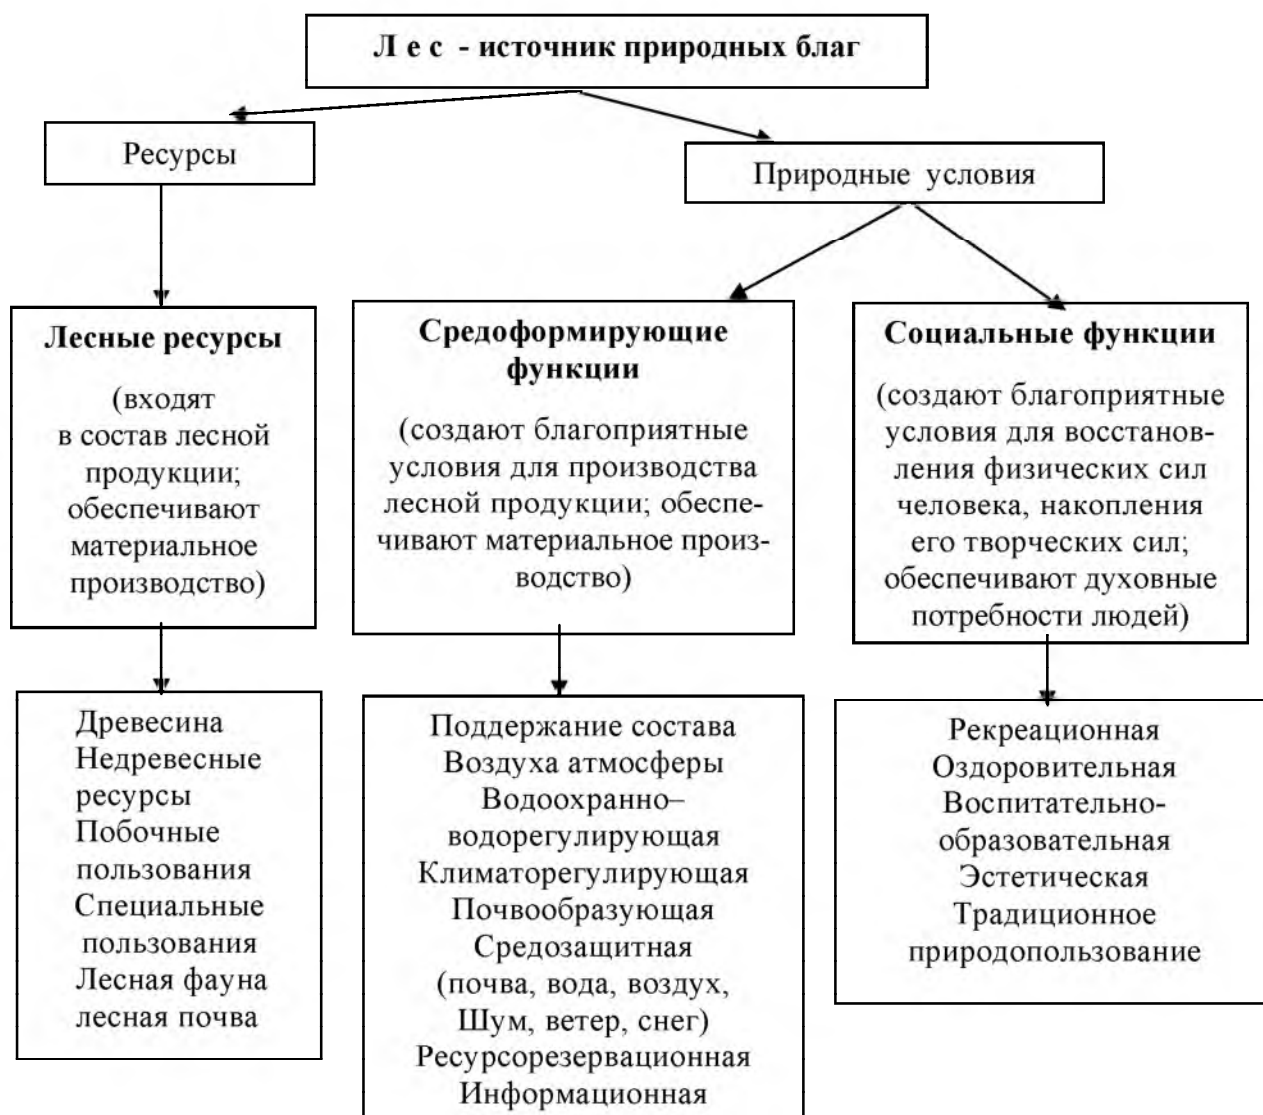 Л е с - источник природных благ
Ресурсы
Природные условия
Лесные ресурсы
(входят
в состав лесной
продукции;
обеспечивают
материальное
производство)
Средоформирующие
функции
(создают благоприятные
условия для производства
лесной продукции; обеспе-
чивают материальное произ-
водство)
Социальные функции
(создают благоприятные
условия для восстанов-
ления физических сил
человека, накопления
его творческих сил;
обеспечивают духовные
потребности людей)
Древесина
Недревесные
ресурсы
Побочные
пользования
Специальные
пользования
Лесная фауна
лесная почва
Поддержание состава
Воздуха атмосферы
Водоохранно–
водорегулирующая
Климаторегулирующая
Почвообразующая
Средозащитная
(почва, вода, воздух,
Шум, ветер, снег)
Ресурсорезервационная
Информационная
Рекреационная
Оздоровительная
Воспитательно-
образовательная
Эстетическая
Традиционное
природопользование